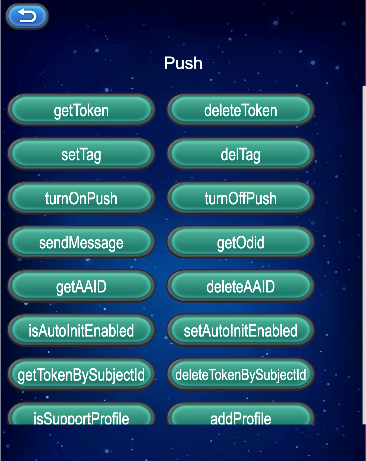 Push
getToken deleteToken
setTag delTag
turnOnPush turnOffPush
sendMessage getOdid
getAAID deleteAAID
isAutoInitEnabled setAutoInitEnabled
getTokenBySubjectId deleteTokenBySubjectId
isSupportProfile addProfile